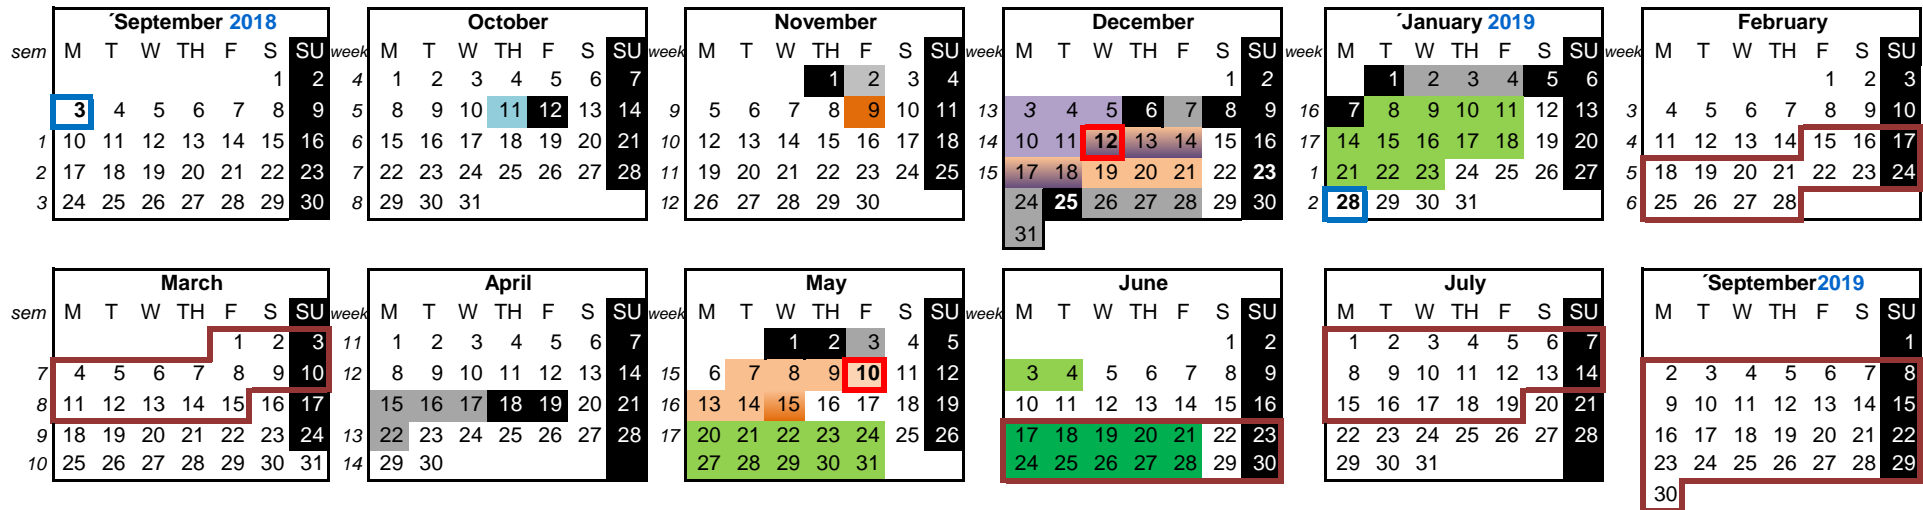 ´September 2018 October November December ´January 2019 February
sem M T W TH F S SU week M T W TH F S SU week M T W TH F S SU week M T W TH F S SU week M T W TH F S SU week M T W TH F S SU
1 2 4 1 2 3 4 5 6 7 1 2 3 4 1 2 1 2 3 4 5 6 1 2 3
3 4 5 6 7 8 9 5 8 9 10 11 12 13 14 9 5 6 7 8 9 10 11 13 3 4 5 6 7 8 9 16 7 8 9 10 11 12 13 3 4 5 6 7 8 9 10
1 10 11 12 13 14 15 16 6 15 16 17 18 19 20 21 10 12 13 14 15 16 17 18 14 10 11 12 13 14 15 16 17 14 15 16 17 18 19 20 4 11 12 13 14 15 16 17
2 17 18 19 20 21 22 23 7 22 23 24 25 26 27 28 11 19 20 21 22 23 24 25 15 17 18 19 20 21 22 23 1 21 22 23 24 25 26 27 5 18 19 20 21 22 23 24
3 24 25 26 27 28 29 30 8 29 30 31 12 26 27 28 29 30 24 25 26 27 28 29 30 2 28 29 30 31 6 25 26 27 28
31
March April May June July ´September2019
sem M T W TH F S SU week M T W TH F S SU week M T W TH F S SU week M T W TH F S SU M T W TH F S SU M T W TH F S SU
1 2 3 11 1 2 3 4 5 6 7 1 2 3 4 5 1 2 1 2 3 4 5 6 7 1
7 4 5 6 7 8 9 10 12 8 9 10 11 12 13 14 15 6 7 8 9 10 11 12 3 4 5 6 7 8 9 8 9 10 11 12 13 14 2 3 4 5 6 7 8
8 11 12 13 14 15 16 17 15 16 17 18 19 20 21 16 13 14 15 16 17 18 19 10 11 12 13 14 15 16 15 16 17 18 19 20 21 9 10 11 12 13 14 15
9 18 19 20 21 22 23 24 13 22 23 24 25 26 27 28 17 20 21 22 23 24 25 26 17 18 19 20 21 22 23 22 23 24 25 26 27 28 16 17 18 19 20 21 22
10 25 26 27 28 29 30 31 14 29 30 27 28 29 30 31 24 25 26 27 28 29 30 29 30 31 23 24 25 26 27 28 29
30